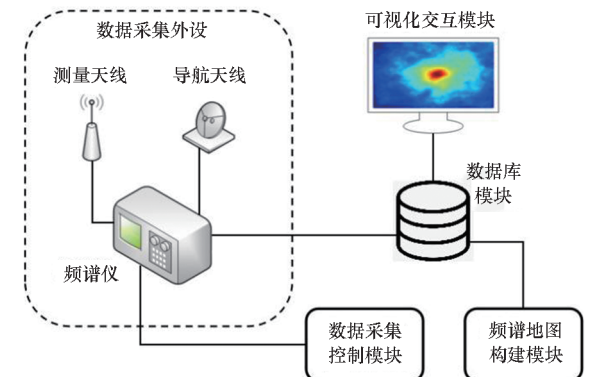 数据采集外设
可视化交互模块
测量天线
导航天线
数据库
模块
频谱仪
数据采集
控制模块
频谱地图
构建模块